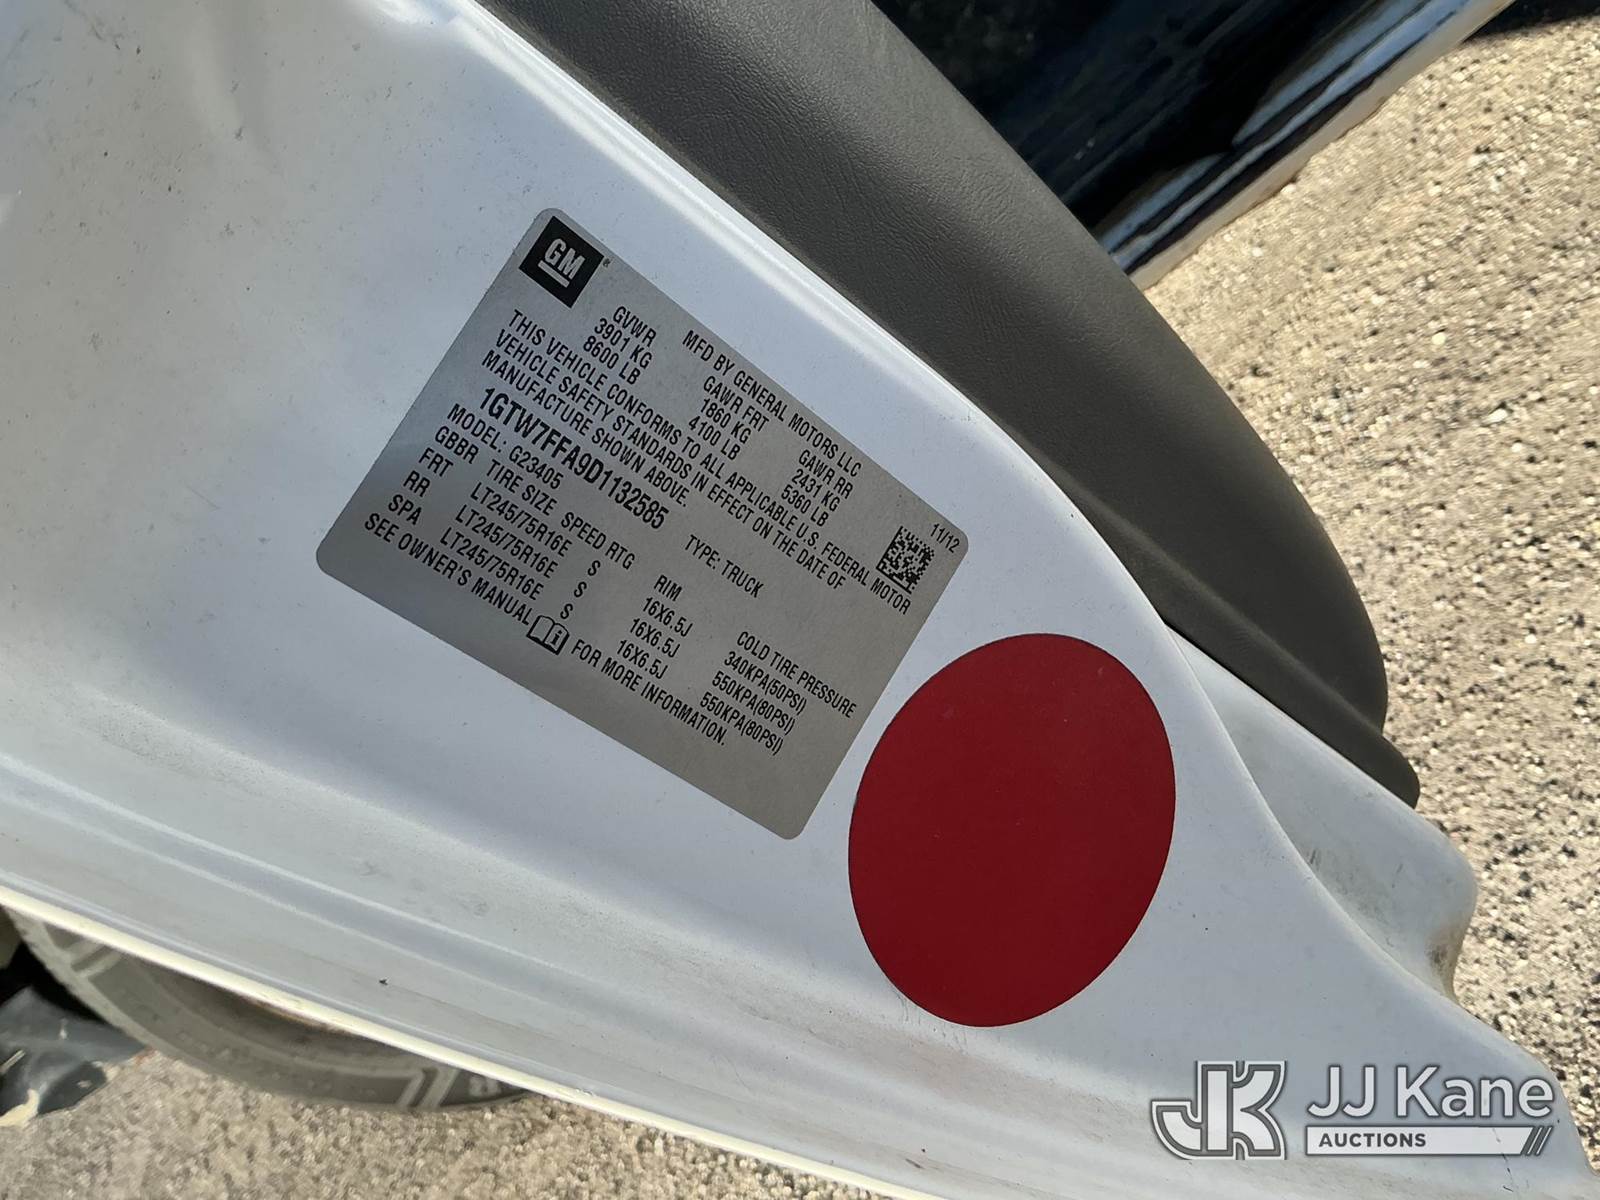 GM ®
MFD BY GENERAL MOTORS LLC 11/12
GVWR GAWR FRT GAWR RR
3901 KG 1860 KG 2431 KG
8600 LB 4100 LB 5360 LB
THIS VEHICLE CONFORMS TO ALL APPLICABLE U.S. FEDERAL MOTOR
VEHICLE SAFETY STANDARDS IN EFFECT ON THE DATE OF
MANUFACTURE SHOWN ABOVE.
1GTW7FFA9D1132585 TYPE: TRUCK
MODEL: G23405
GBBR TIRE SIZE SPEED RTG RIM COLD TIRE PRESSURE
FRT LT245/75R16E S 16X6.5J 340KPA(50PSI)
RR LT245/75R16E S 16X6.5J 550KPA(80PSI)
SPA LT245/75R16E S 16X6.5J 550KPA(80PSI)
SEE OWNER'S MANUAL FOR MORE INFORMATION.
JK JJ Kane
AUCTIONS